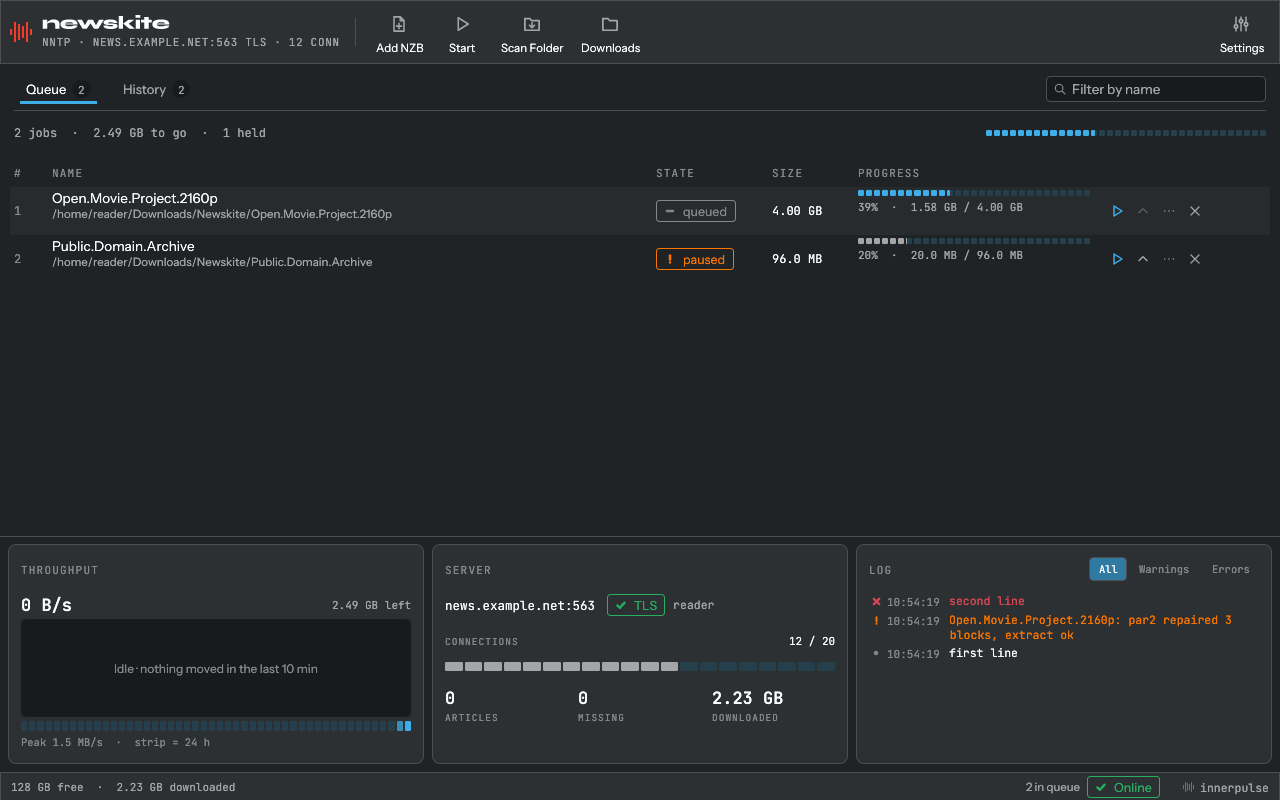 newskite
NNTP · NEWS.EXAMPLE.NET:563 TLS · 12 CONN
Add NZB
Start
Scan Folder
Downloads
Settings
Queue 2
History 2
Filter by name
2 jobs · 2.49 GB to go · 1 held
# NAME STATE SIZE PROGRESS
1
Open.Movie.Project.2160p
/home/reader/Downloads/Newskite/Open.Movie.Project.2160p
queued
4.00 GB
39% · 1.58 GB / 4.00 GB
2
Public.Domain.Archive
/home/reader/Downloads/Newskite/Public.Domain.Archive
paused
96.0 MB
20% · 20.0 MB / 96.0 MB
THROUGHPUT
0 B/s
2.49 GB left
Idle · nothing moved in the last 10 min
Peak 1.5 MB/s · strip = 24 h
SERVER
news.example.net:563 TLS reader
CONNECTIONS 12 / 20
0 0 2.23 GB
ARTICLES MISSING DOWNLOADED
LOG All Warnings Errors
10:54:19 second line
10:54:19 Open.Movie.Project.2160p: par2 repaired 3
blocks, extract ok
10:54:19 first line
128 GB free · 2.23 GB downloaded
2 in queue Online innerpulse